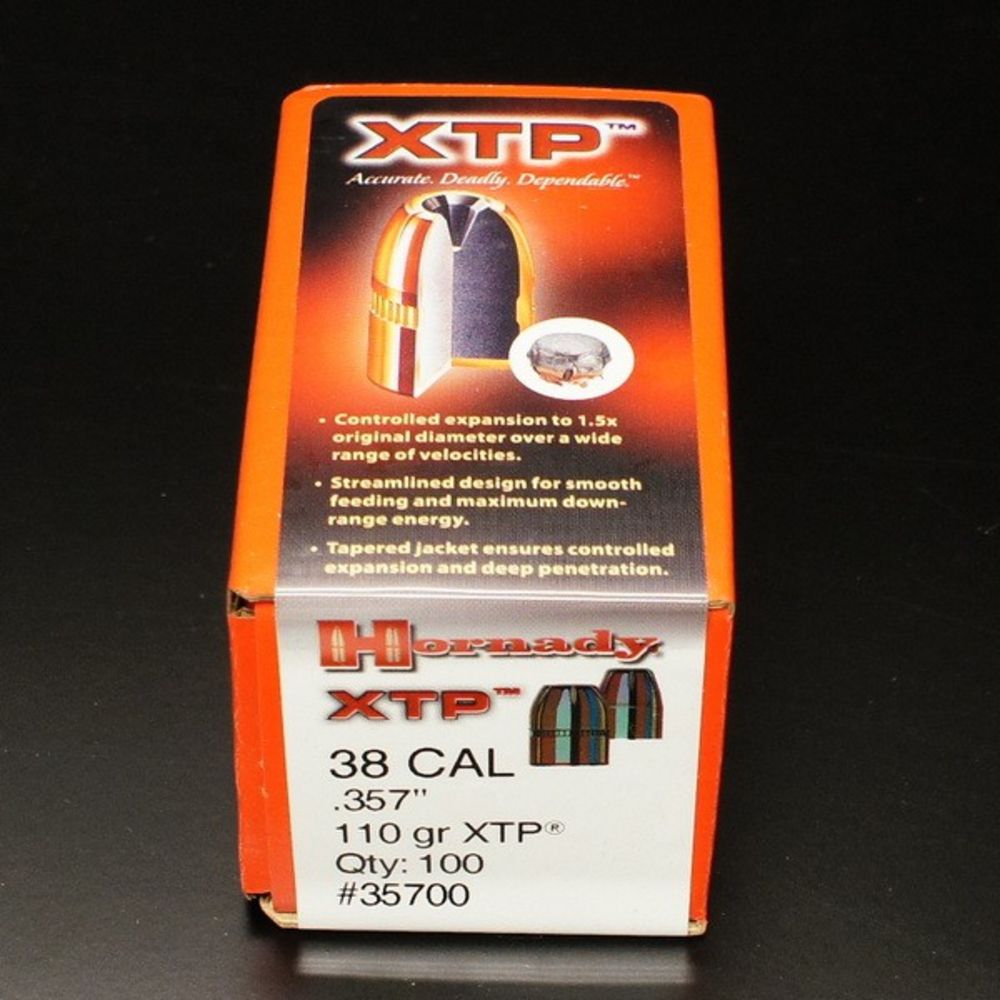 XTP™
Accurate. Deadly. Dependable.™
• Controlled expansion to 1.5x
original diameter over a wide
range of velocities.
• Streamlined design for smooth
feeding and maximum down-
range energy.
• Tapered jacket ensures controlled
expansion and deep penetration.
Hornady
XTP™
38 CAL
.357"
110 gr XTP®
Qty: 100
#35700